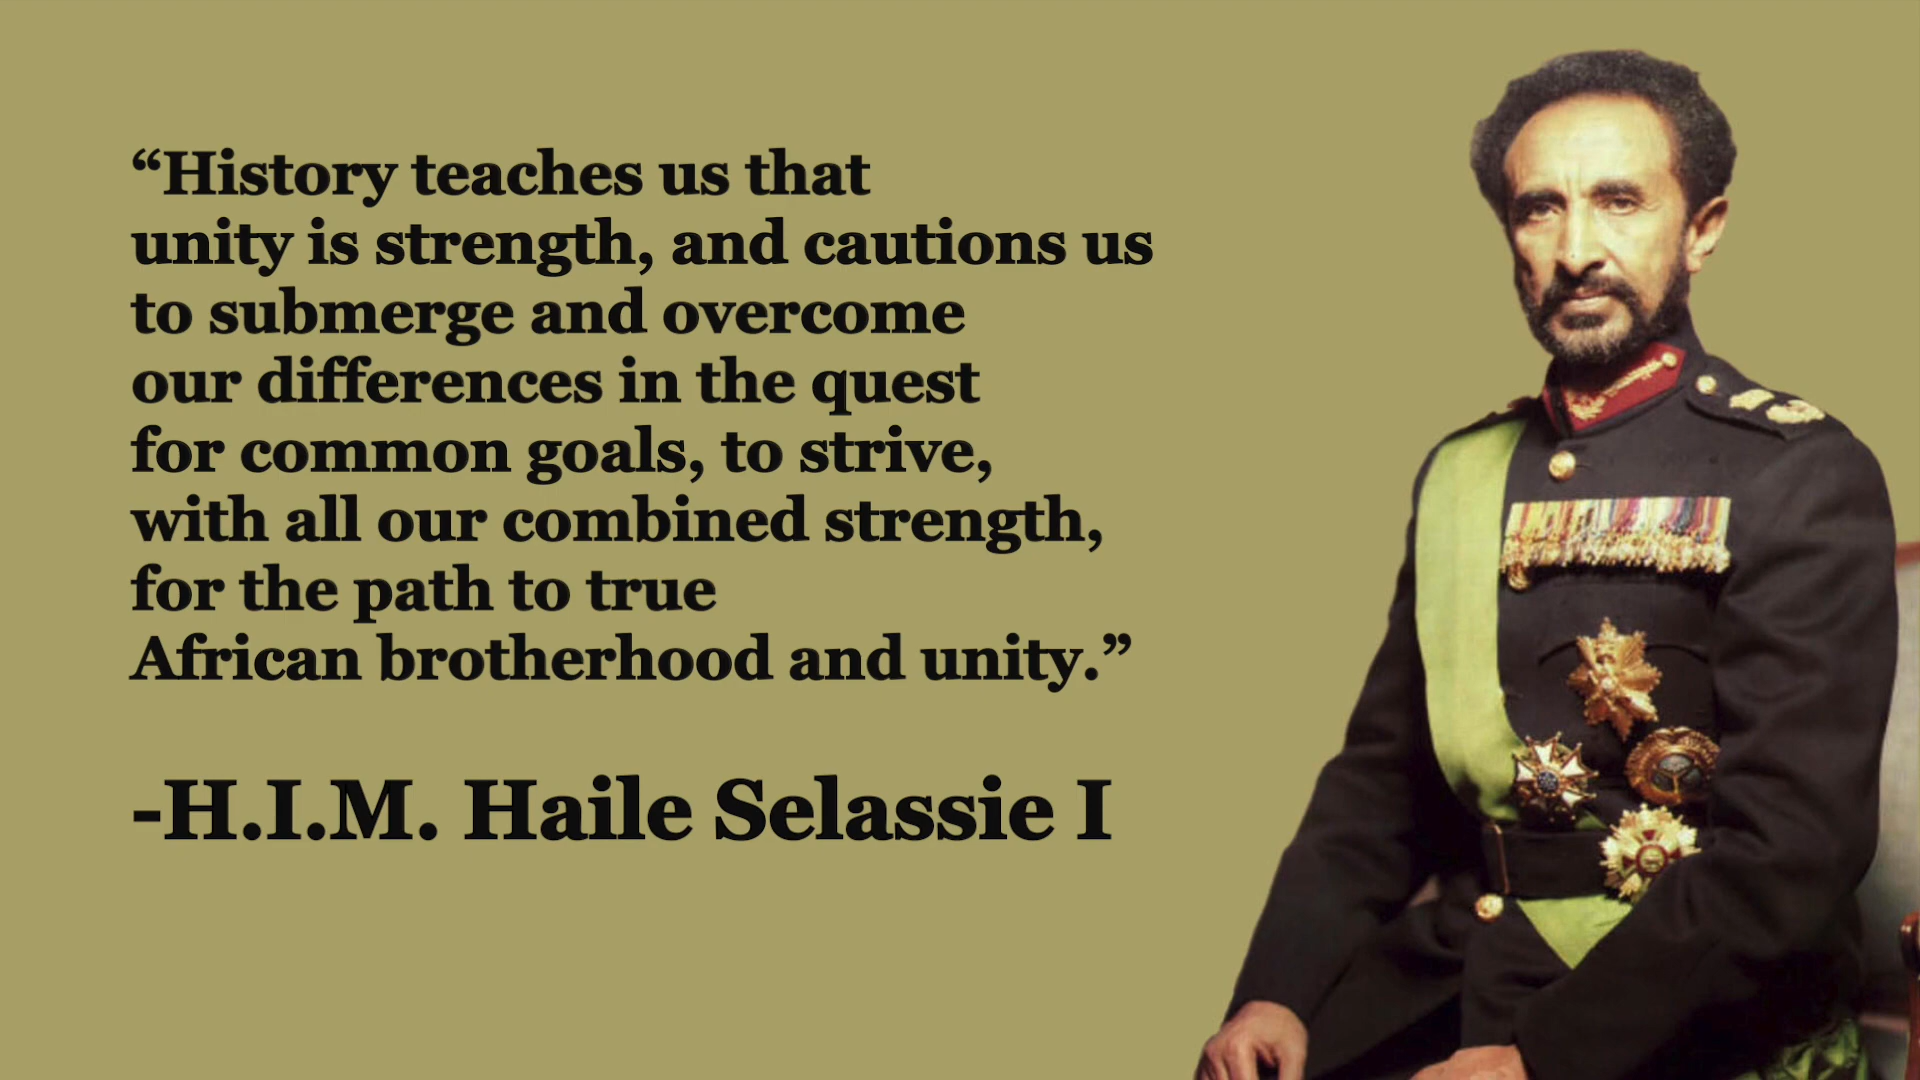 “History teaches us that
unity is strength, and cautions us
to submerge and overcome
our differences in the quest
for common goals, to strive,
with all our combined strength,
for the path to true
African brotherhood and unity.”
-H.I.M. Haile Selassie I